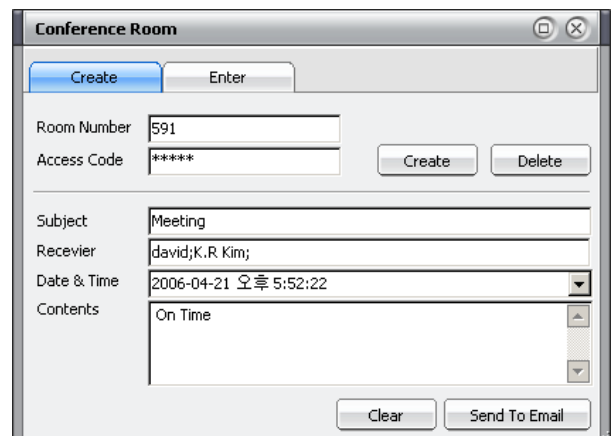 Conference Room
Create Enter
Room Number 591
Access Code *****
Create Delete
Subject Meeting
Recevier david;K.R Kim;
Date & Time 2006-04-21 오후 5:52:22
Contents On Time
Clear Send To Email